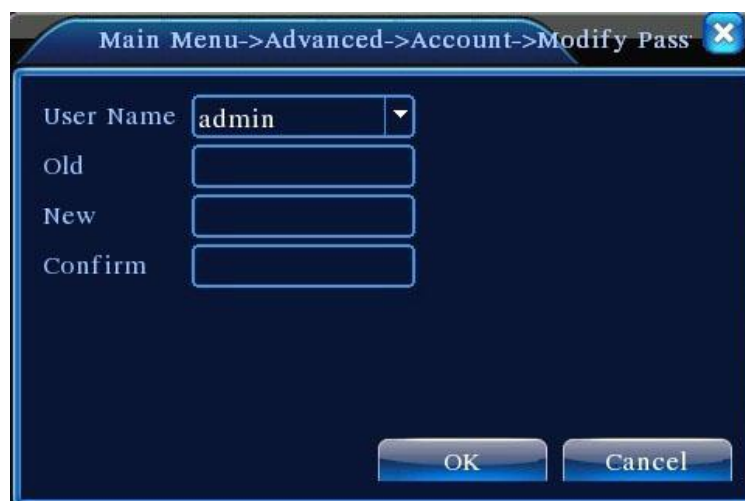 Main Menu->Advanced->Account->Modify Pass
User Name admin
Old
New
Confirm
OK Cancel